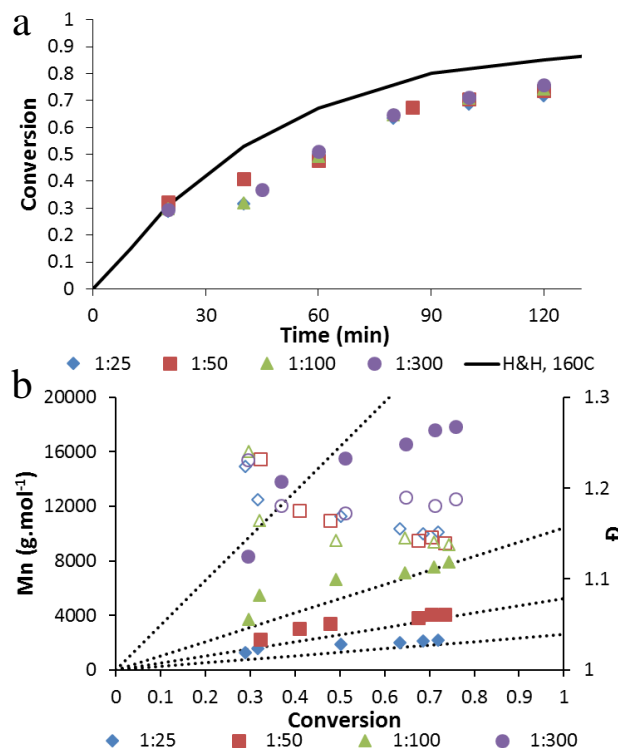 a
Conversion
1
0.9
0.8
0.7
0.6
0.5
0.4
0.3
0.2
0.1
0
0 30 60 90 120
Time (min)
1:25 1:50 1:100 1:300 H&H, 160C
b
Mn (g.mol⁻¹)
20000
16000
12000
8000
4000
0
1.3
1.2
1.1
1
Đ
0 0.1 0.2 0.3 0.4 0.5 0.6 0.7 0.8 0.9 1
Conversion
1:25 1:50 1:100 1:300